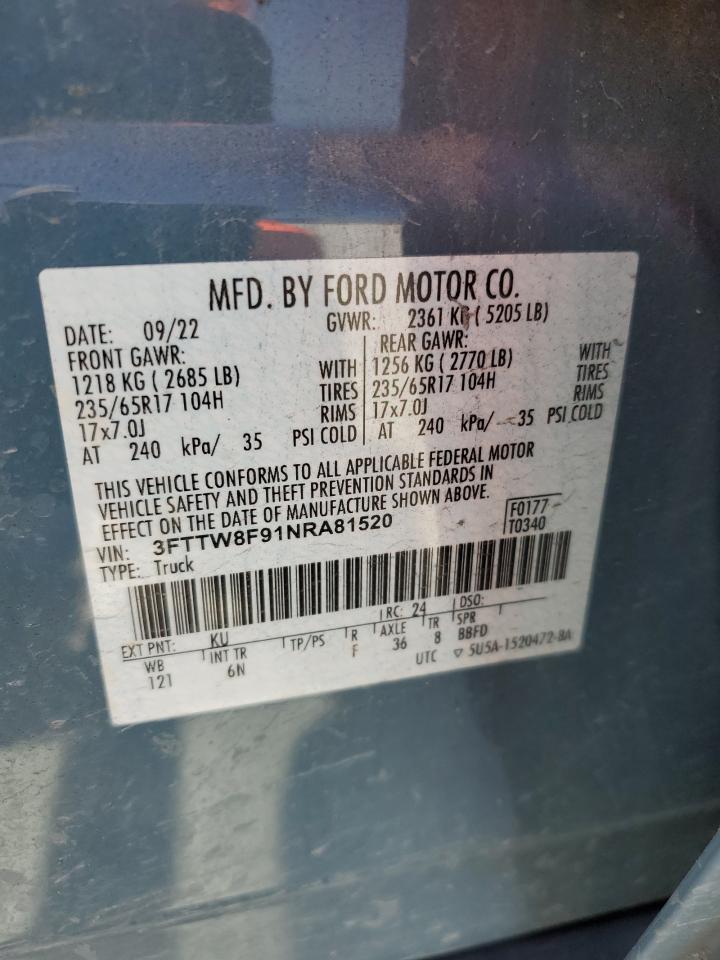 MFD. BY FORD MOTOR CO.
DATE: 09/22 GVWR: 2361 KG ( 5205 LB)
FRONT GAWR: REAR GAWR:
1218 KG ( 2685 LB) WITH 1256 KG ( 2770 LB) WITH
235/65R17 104H TIRES 235/65R17 104H TIRES
17x7.0J RIMS 17x7.0J RIMS
AT 240 kPa/ 35 PSI COLD AT 240 kPa/ 35 PSI COLD
THIS VEHICLE CONFORMS TO ALL APPLICABLE FEDERAL MOTOR
VEHICLE SAFETY AND THEFT PREVENTION STANDARDS IN
EFFECT ON THE DATE OF MANUFACTURE SHOWN ABOVE.
F0177
VIN: 3FTTW8F91NRA81520 T0340
TYPE: Truck
EXT PNT: KU RC: 24 DSO:
WB INT TR TP/PS R AXLE TR SPR
121 6N F 36 8 BBFD
UTC ▽ 5U5A-1520472-BA